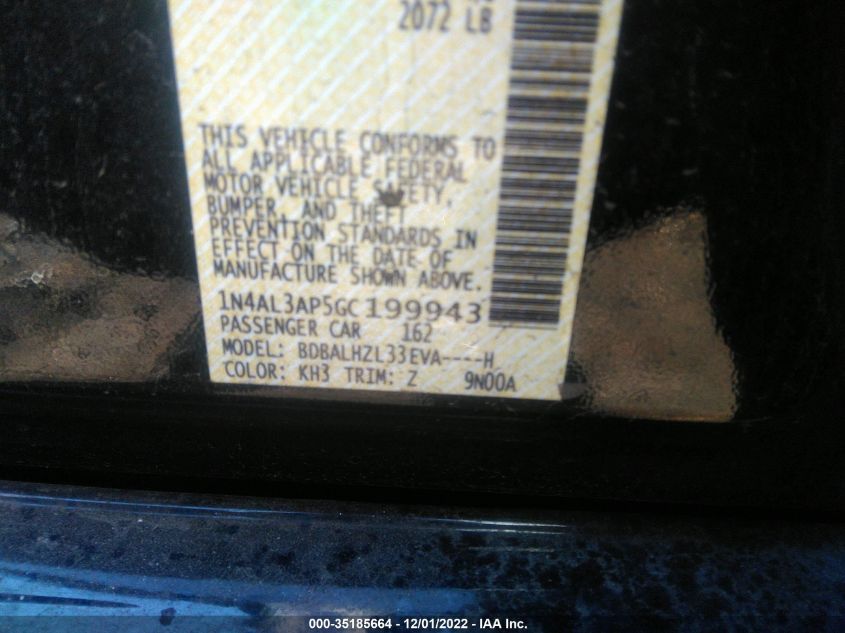 2072 LB
THIS VEHICLE CONFORMS TO
ALL APPLICABLE FEDERAL
MOTOR VEHICLE SAFETY,
BUMPER, AND THEFT
PREVENTION STANDARDS IN
EFFECT ON THE DATE OF
MANUFACTURE SHOWN ABOVE.
1N4AL3AP5GC199943
PASSENGER CAR 162
MODEL: BDBALHZL33EVA----H
COLOR: KH3 TRIM: Z 9N00A
000-35185664 - 12/01/2022 - IAA Inc.